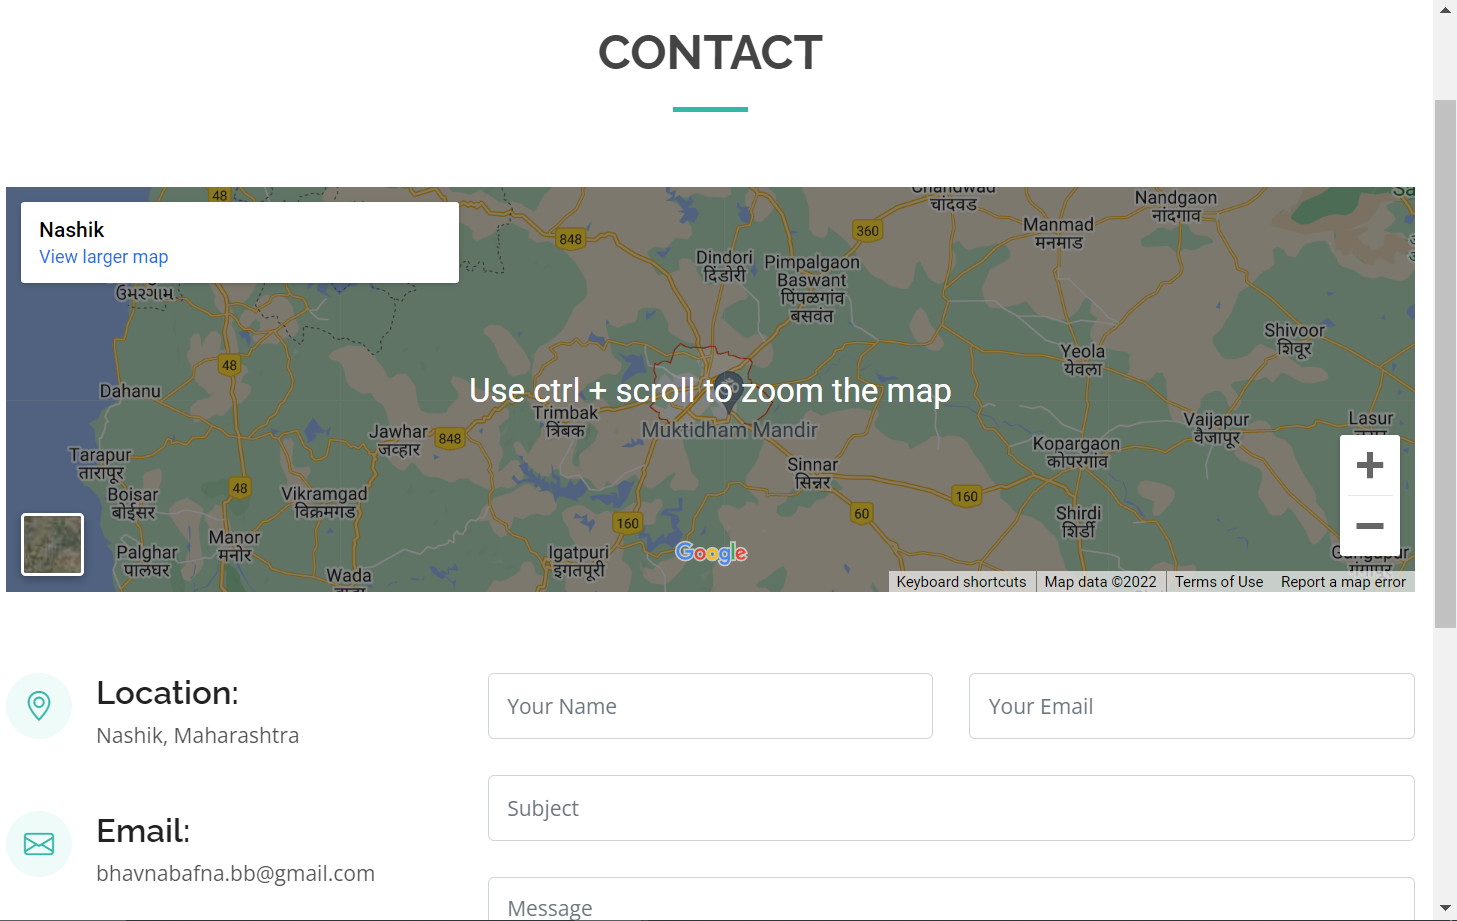 CONTACT
Nashik
View larger map
48
848
360
Chandwad
चांदवड
Nandgaon
नांदगाव
Manmad
मनमाड
Dindori
दिंडोरी
Pimpalgaon
Baswant
पिंपळगाव
बसवंत
ઉમરગામ
Shivoor
शिवूर
Yeola
येवला
48
Dahanu
Use ctrl + scroll to zoom the map
Trimbak
त्रिंबक
Muktidham Mandir
Jawhar
जव्हार
848
Vaijapur
वैजापूर
Lasur
Kopargaon
कोपरगांव
Tarapur
तारापूर
Sinnar
सिन्नर
Boisar
बोईसर
48
Vikramgad
विक्रमगड
160
60
160
Shirdi
शिर्डी
Manor
मनोर
Palghar
पालघर
Igatpuri
इगतपूरी
Google
Wada
Keyboard shortcuts
Map data ©2022
Terms of Use
Report a map error
Location:
Nashik, Maharashtra
Your Name
Your Email
Subject
Email:
bhavnabafna.bb@gmail.com
Message